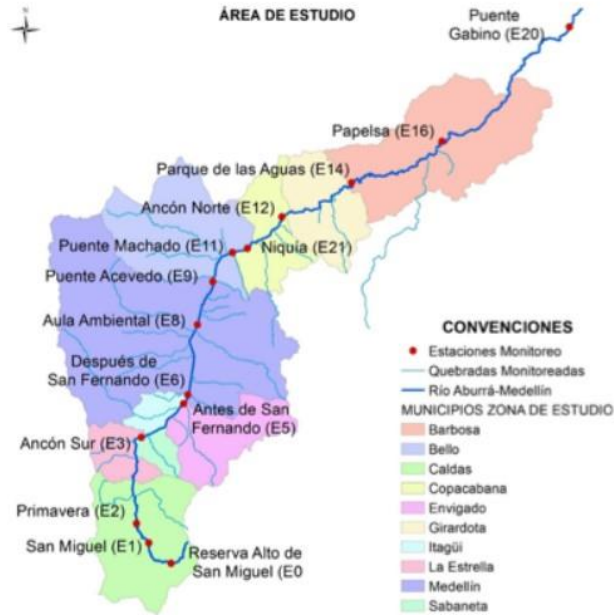 N
ÁREA DE ESTUDIO
Puente
Gabino (E20)
Papelsa (E16)
Parque de las Aguas (E14)
Ancón Norte (E12)
Puente Machado (E11)
Niquía (E21)
Puente Acevedo (E9)
Aula Ambiental (E8)
Después de
San Fernando (E6)
Antes de San
Fernando (E5)
Ancón Sur (E3)
Primavera (E2)
San Miguel (E1)
Reserva Alto de
San Miguel (E0
CONVENCIONES
Estaciones Monitoreo
Quebradas Monitoreadas
Río Aburrá-Medellín
MUNICIPIOS ZONA DE ESTUDIO
Barbosa
Bello
Caldas
Copacabana
Envigado
Girardota
Itagüi
La Estrella
Medellín
Sabaneta